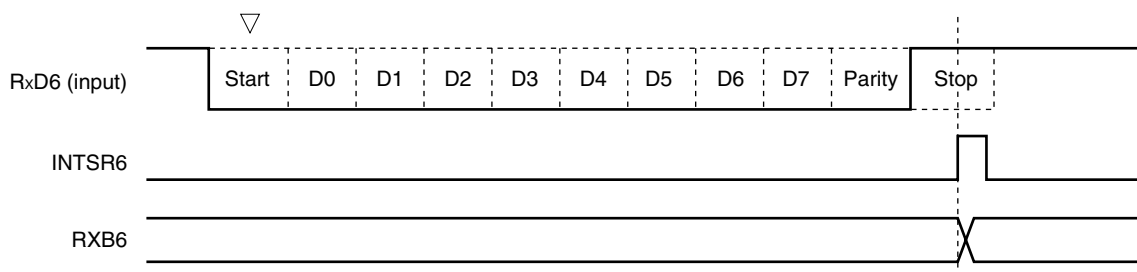 RxD6 (input) Start D0 D1 D2 D3 D4 D5 D6 D7 Parity Stop
INTSR6
RXB6